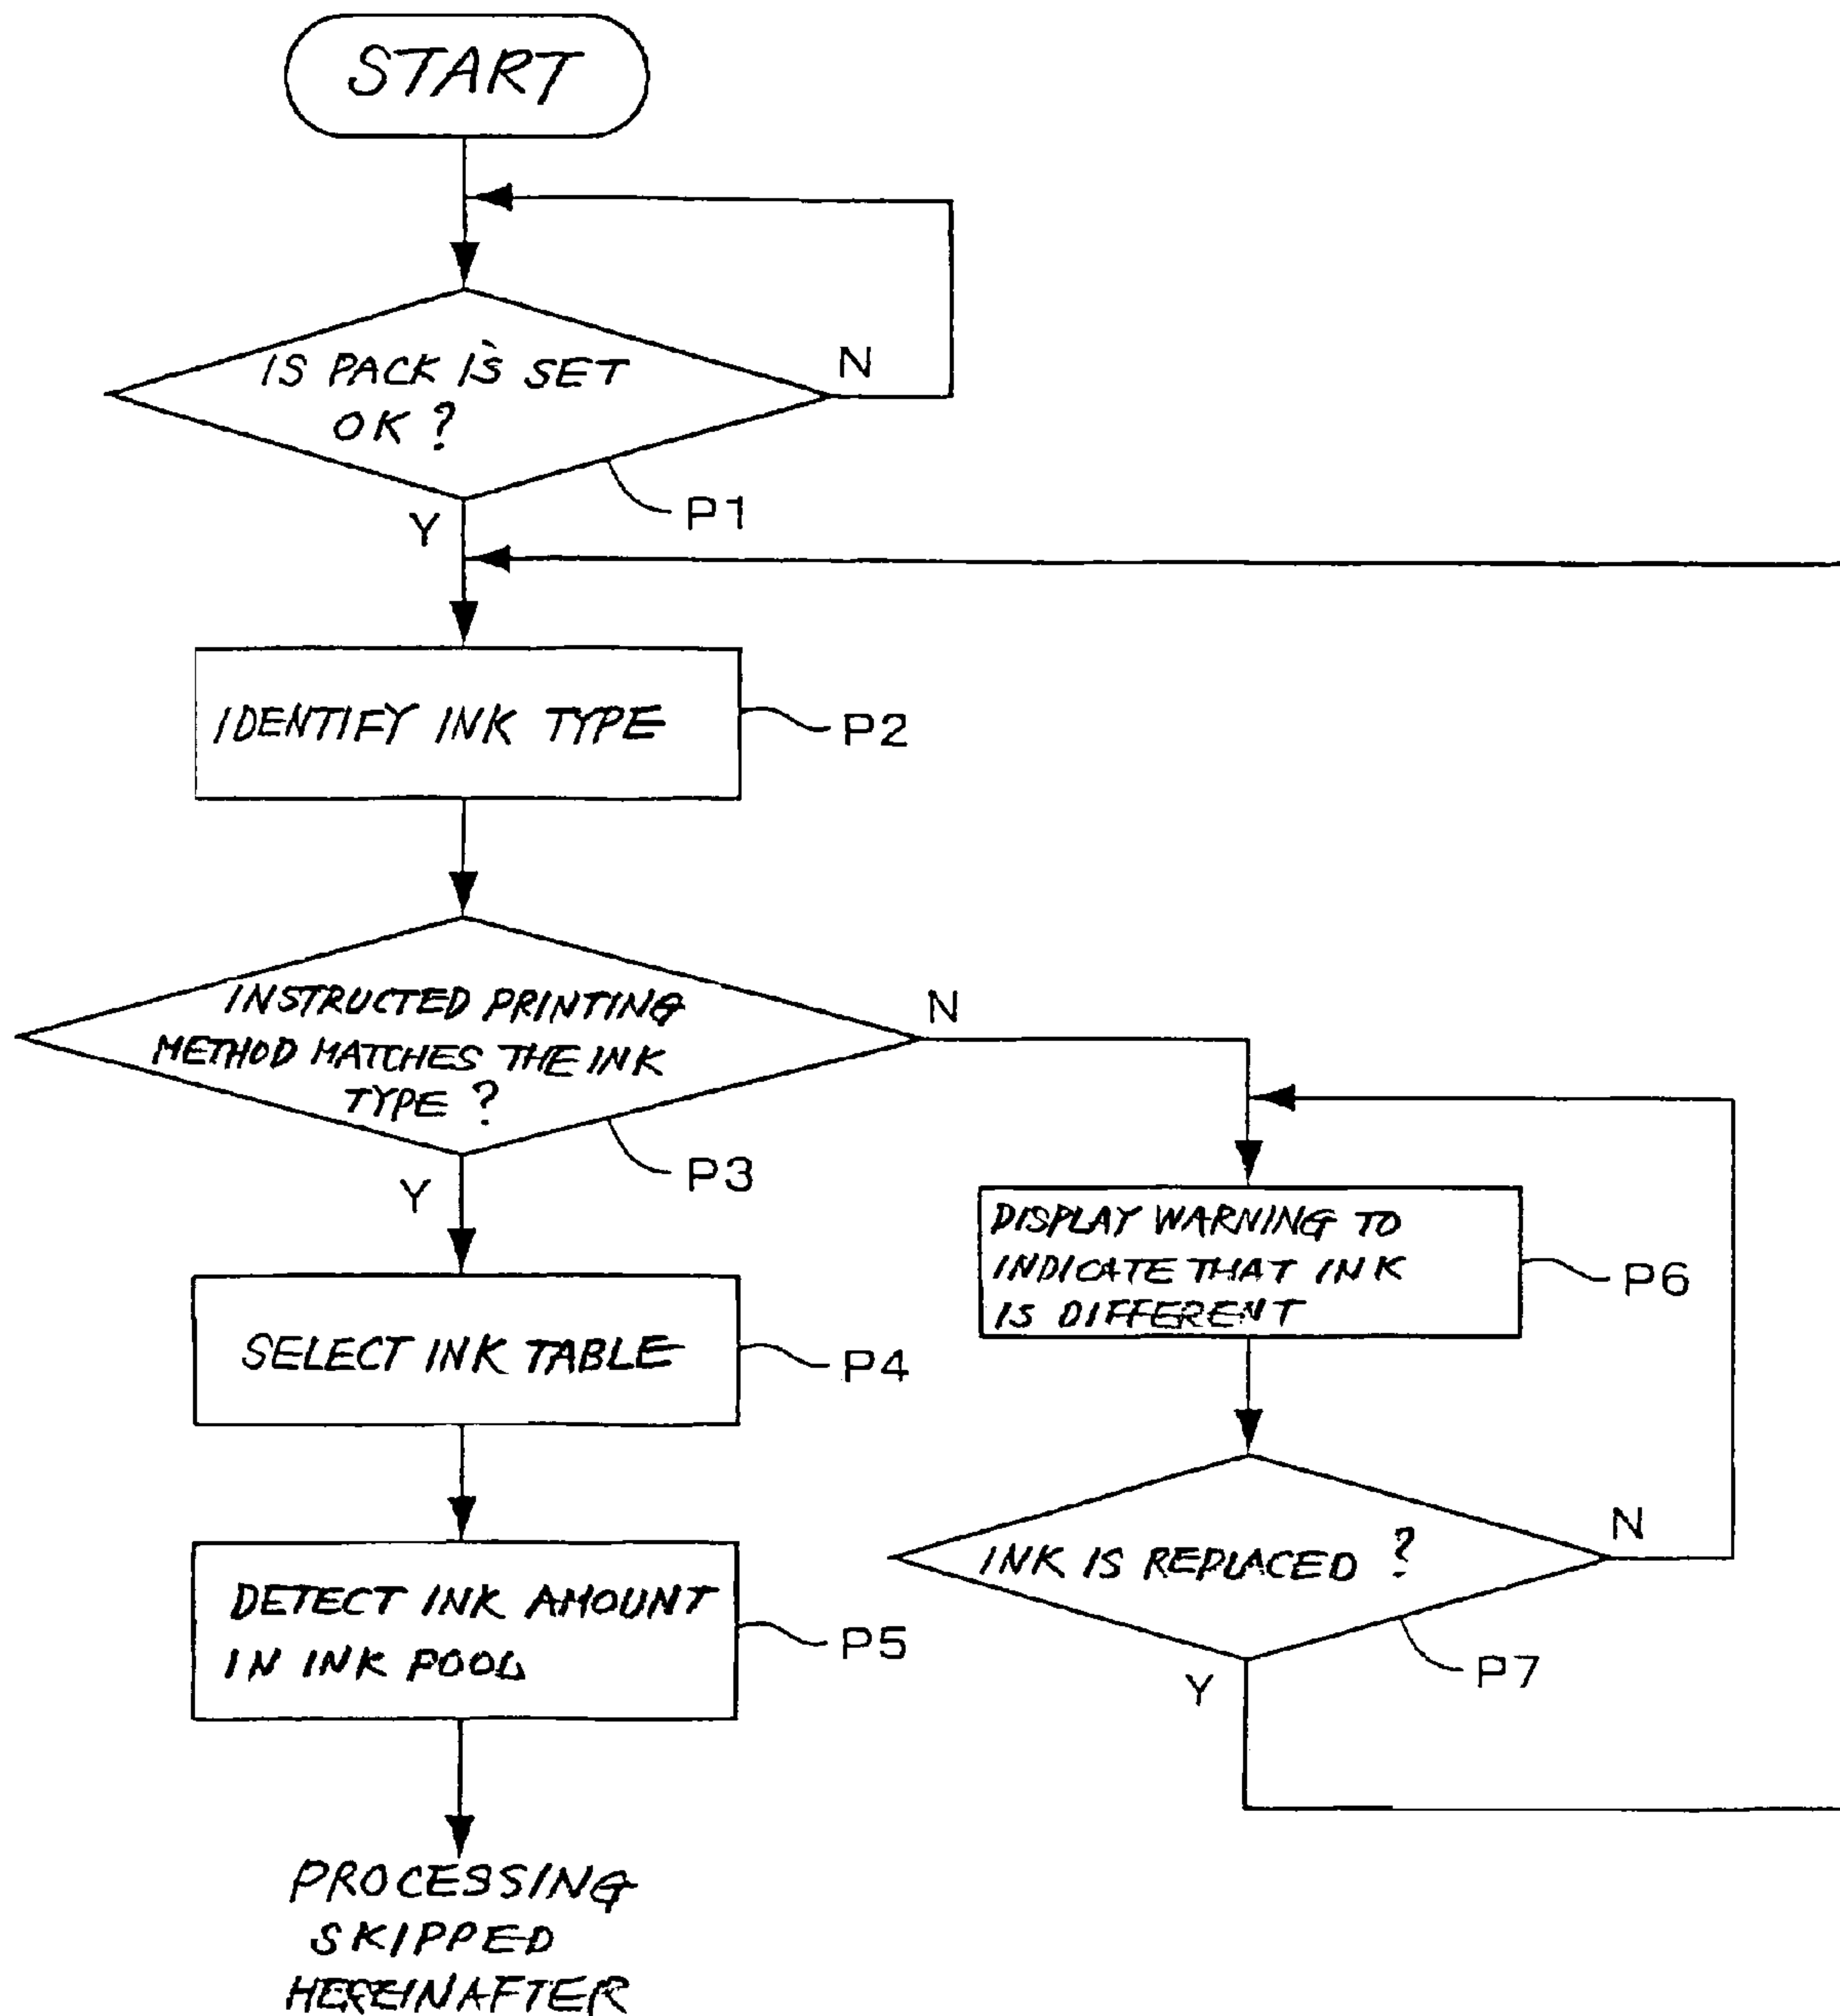 START
IS PACK IS SET
OK ?
N
P1
Y
IDENTIFY INK TYPE
P2
INSTRUCTED PRINTING
METHOD MATCHES THE INK
TYPE ?
N
P3
Y
DISPLAY WARNING TO
INDICATE THAT INK
IS DIFFERENT
P6
SELECT INK TABLE
P4
INK IS REPLACED ?
N
P7
Y
DETECT INK AMOUNT
IN INK POOL
P5
PROCESSING
SKIPPED
HEREINAFTER